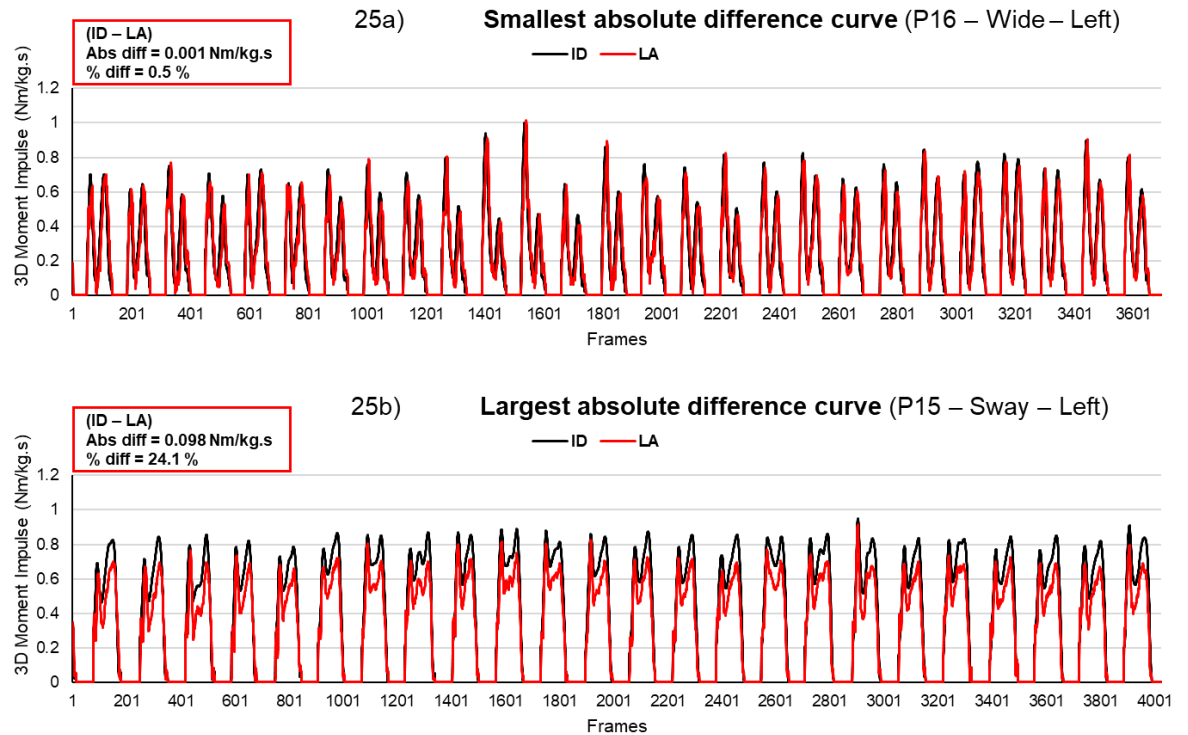 25a) Smallest absolute difference curve (P16 – Wide – Left)
(ID – LA)
Abs diff = 0.001 Nm/kg.s
% diff = 0.5 %
ID LA
3D Moment Impulse (Nm/kg.s)
1.2
1
0.8
0.6
0.4
0.2
0
1 201 401 601 801 1001 1201 1401 1601 1801 2001 2201 2401 2601 2801 3001 3201 3401 3601
Frames
25b) Largest absolute difference curve (P15 – Sway – Left)
(ID – LA)
Abs diff = 0.098 Nm/kg.s
% diff = 24.1 %
ID LA
3D Moment Impulse (Nm/kg.s)
1.2
1
0.8
0.6
0.4
0.2
0
1 201 401 601 801 1001 1201 1401 1601 1801 2001 2201 2401 2601 2801 3001 3201 3401 3601 3801 4001
Frames